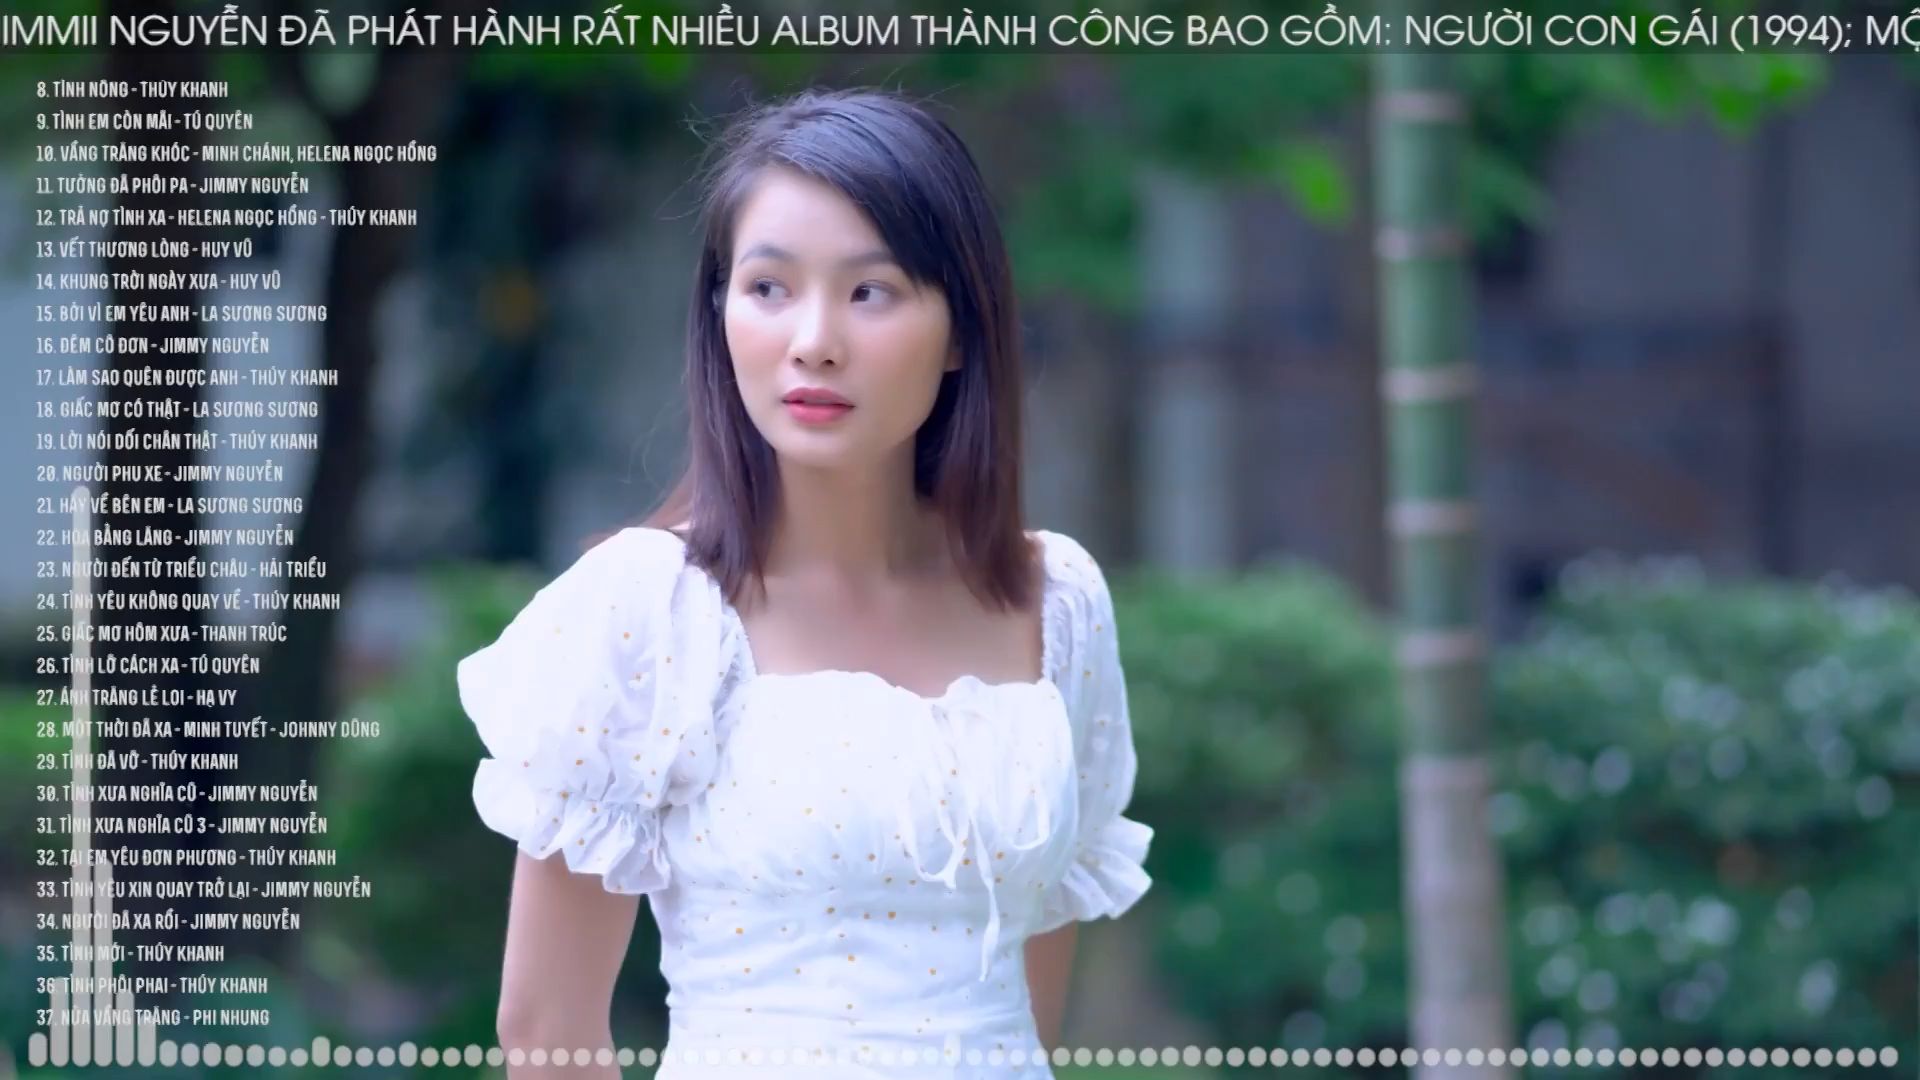 IMMII NGUYỄN ĐÃ PHÁT HÀNH RẤT NHIỀU ALBUM THÀNH CÔNG BAO GỒM: NGƯỜI CON GÁI (1994); MỘ
8. TÌNH NỒNG - THÚY KHANH
9. TÌNH EM CÒN MÃI - TÚ QUYÊN
10. VẦNG TRĂNG KHÓC - MINH CHÁNH, HELENA NGỌC HỒNG
11. TƯỞNG ĐÃ PHÔI PA - JIMMY NGUYỄN
12. TRẢ NỢ TÌNH XA - HELENA NGỌC HỒNG - THÚY KHANH
13. VẾT THƯƠNG LÒNG - HUY VŨ
14. KHUNG TRỜI NGÀY XƯA - HUY VŨ
15. BỞI VÌ EM YÊU ANH - LA SƯƠNG SƯƠNG
16. ĐÊM CÔ ĐƠN - JIMMY NGUYỄN
17. LÀM SAO QUÊN ĐƯỢC ANH - THÚY KHANH
18. GIẤC MƠ CÓ THẬT - LA SƯƠNG SƯƠNG
19. LỜI NÓI DỐI CHÂN THẬT - THÚY KHANH
20. NGƯỜI PHU XE - JIMMY NGUYỄN
21. HÃY VỀ BÊN EM - LA SƯƠNG SƯƠNG
22. HOA BẰNG LĂNG - JIMMY NGUYỄN
23. NGƯỜI ĐẾN TỪ TRIỀU CHÂU - HẢI TRIỀU
24. TÌNH YÊU KHÔNG QUAY VỀ - THÚY KHANH
25. GIẤC MƠ HÔM XƯA - THANH TRÚC
26. TÌNH LỠ CÁCH XA - TÚ QUYÊN
27. ÁNH TRĂNG LẺ LOI - HẠ VY
28. MỘT THỜI ĐÃ XA - MINH TUYẾT - JOHNNY DŨNG
29. TÌNH ĐÃ VỠ - THÚY KHANH
30. TÌNH XƯA NGHĨA CŨ - JIMMY NGUYỄN
31. TÌNH XƯA NGHĨA CŨ 3 - JIMMY NGUYỄN
32. TẠI EM YÊU ĐƠN PHƯƠNG - THÚY KHANH
33. TÌNH YÊU XIN QUAY TRỞ LẠI - JIMMY NGUYỄN
34. NGƯỜI ĐÃ XA RỒI - JIMMY NGUYỄN
35. TÌNH MỚI - THÚY KHANH
36. TÌNH PHÔI PHAI - THÚY KHANH
37. NỬA VẦNG TRĂNG - PHI NHUNG